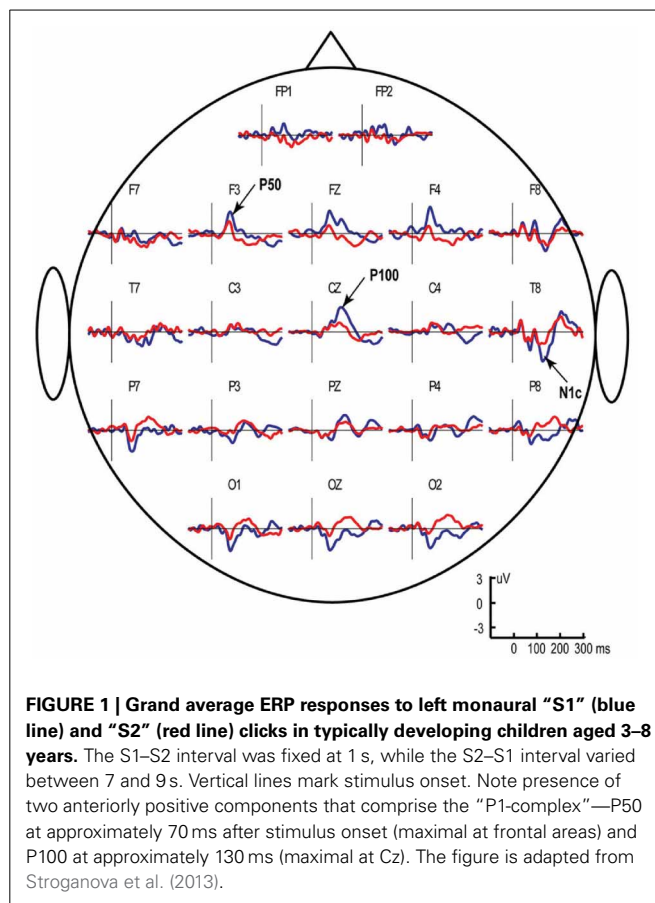 FP1 FP2
F7 F3 P50 FZ F4 F8
T7 C3 CZ P100 C4 T8
N1c
P7 P3 PZ P4 P8
O1 OZ O2
3 uV
0
-3
0 100 200 300 ms
FIGURE 1 | Grand average ERP responses to left monaural “S1” (blue
line) and “S2” (red line) clicks in typically developing children aged 3–8
years. The S1–S2 interval was fixed at 1 s, while the S2–S1 interval varied
between 7 and 9 s. Vertical lines mark stimulus onset. Note presence of
two anteriorly positive components that comprise the “P1-complex”—P50
at approximately 70 ms after stimulus onset (maximal at frontal areas) and
P100 at approximately 130 ms (maximal at Cz). The figure is adapted from
Stroganova et al. (2013).